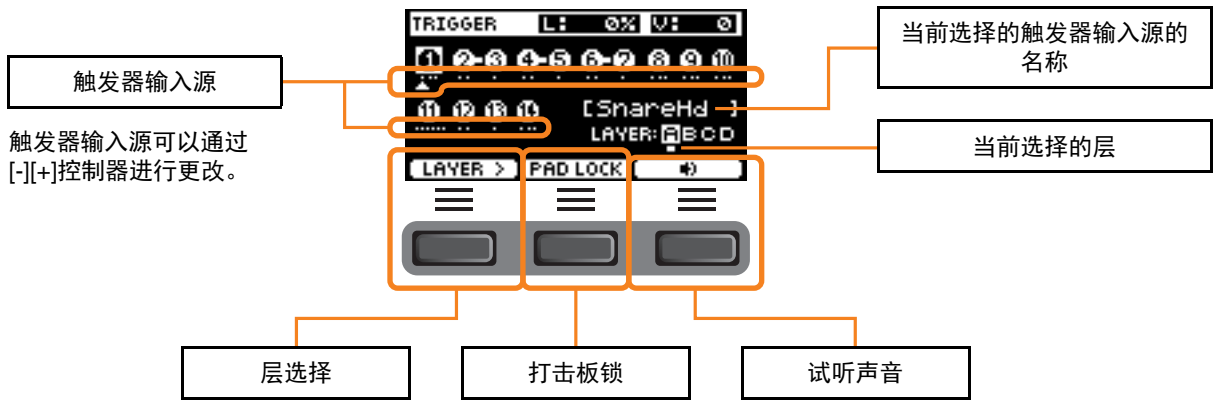 TRIGGER L: 0% V: 0
1 2-3 4-5 6-7 8 9 10
11 12 13 14 [SnareHd ]
LAYER: A B C D
LAYER > PAD LOCK
触发器输入源
触发器输入源可以通过
[-][+]控制器进行更改。
当前选择的触发器输入源的
名称
当前选择的层
层选择
打击板锁
试听声音